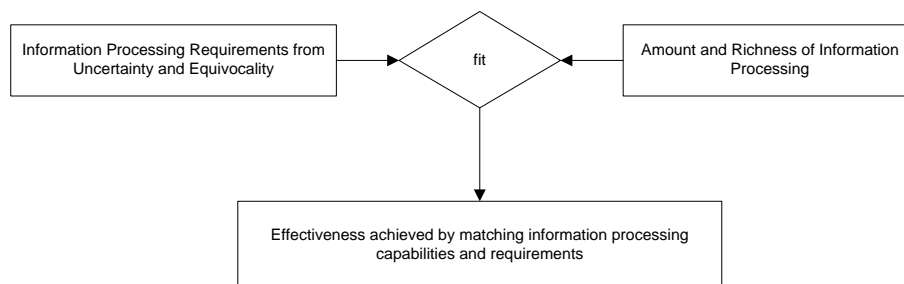 Information Processing Requirements from
Uncertainty and Equivocality
fit
Amount and Richness of Information
Processing
Effectiveness achieved by matching information processing
capabilities and requirements